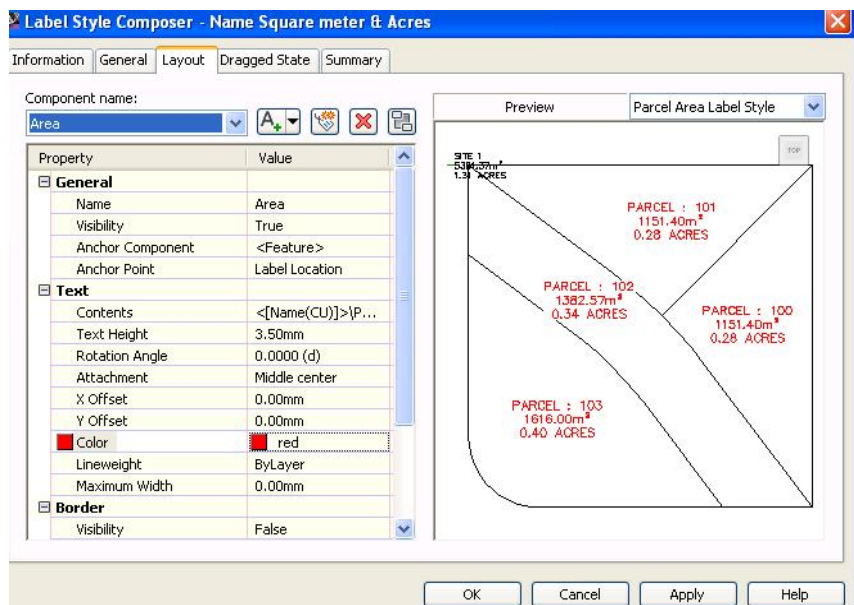 Label Style Composer - Name Square meter & Acres
Information General Layout Dragged State Summary
Component name:
Area
Property Value
General
Name Area
Visibility True
Anchor Component <Feature>
Anchor Point Label Location
Text
Contents <[Name(CU)]>\P...
Text Height 3.50mm
Rotation Angle 0.0000 (d)
Attachment Middle center
X Offset 0.00mm
Y Offset 0.00mm
Color red
Lineweight ByLayer
Maximum Width 0.00mm
Border
Visibility False
Preview Parcel Area Label Style
TOP
SITE 1
5301.37m²
1.31 ACRES
PARCEL : 101
1151.40m²
0.28 ACRES
PARCEL : 102
1382.57m²
0.34 ACRES
PARCEL : 100
1151.40m²
0.28 ACRES
PARCEL : 103
1616.00m²
0.40 ACRES
OK Cancel Apply Help